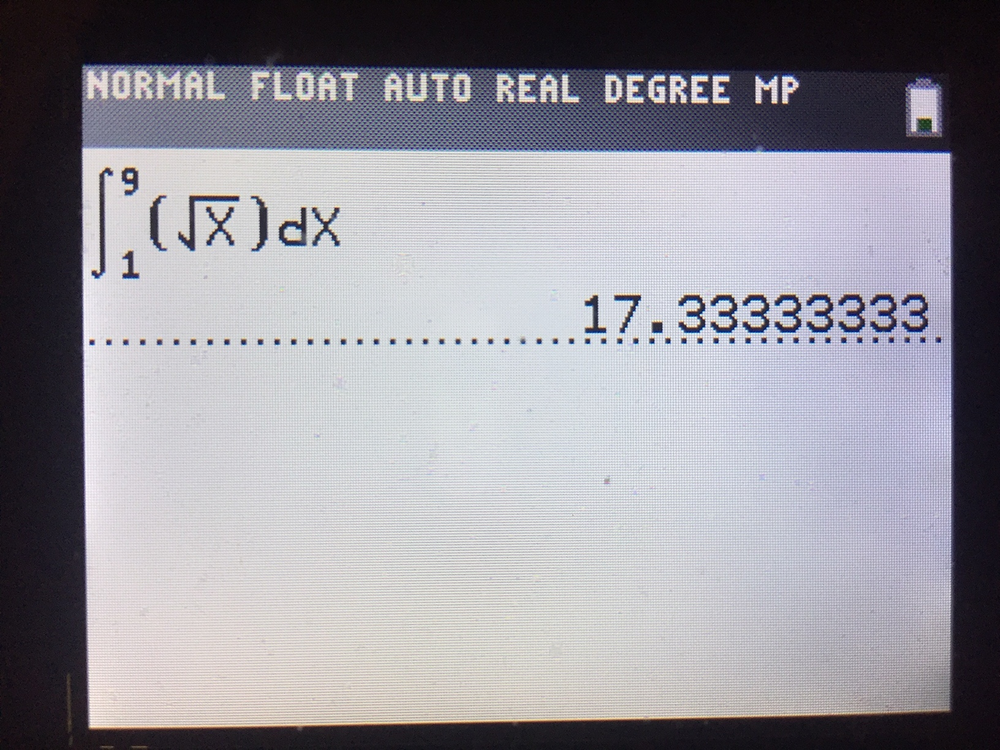 NORMAL FLOAT AUTO REAL DEGREE MP
∫₁⁹(√X)dX
17.33333333